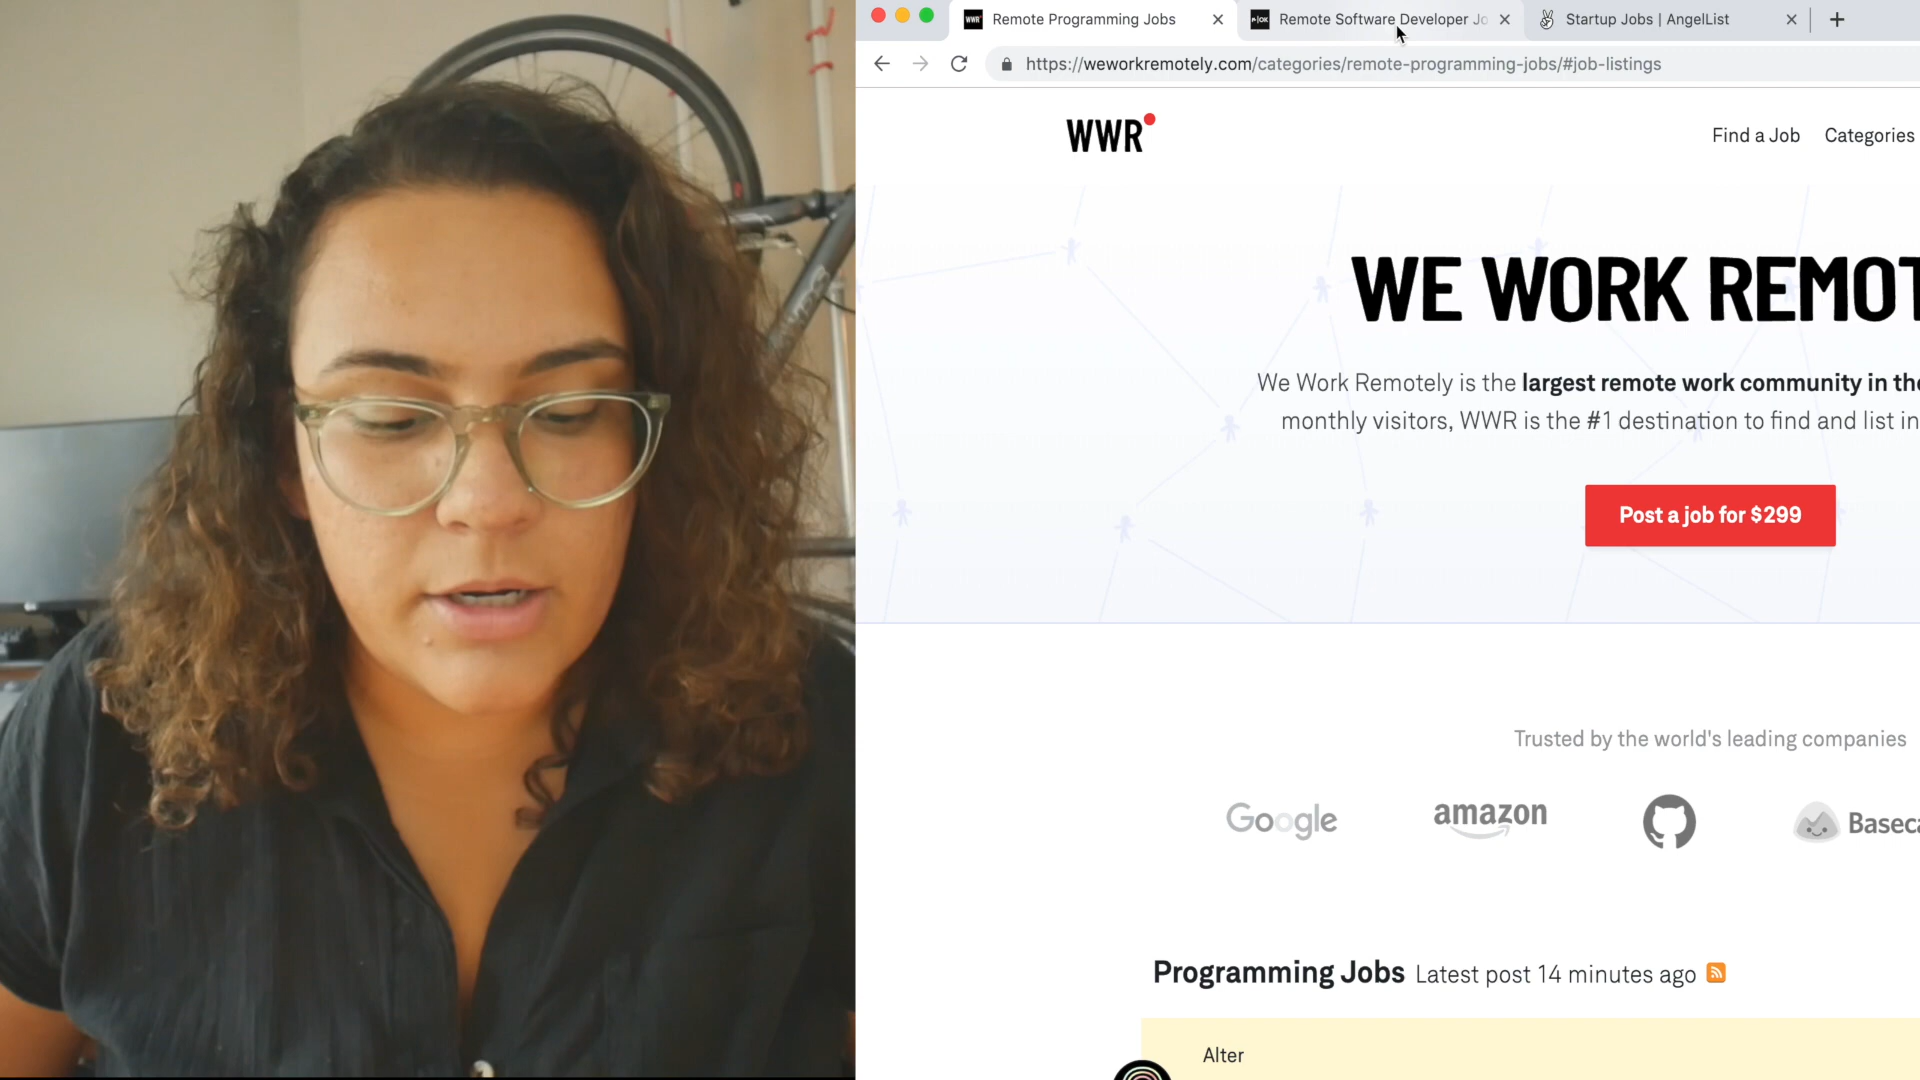 Remote Programming Jobs
Remote Software Developer Jo
Startup Jobs | AngelList
https://weworkremotely.com/categories/remote-programming-jobs/#job-listings
WWR
Find a Job
Categories
WE WORK REMOT
We Work Remotely is the largest remote work community in the
monthly visitors, WWR is the #1 destination to find and list in
Post a job for $299
Trusted by the world's leading companies
Google
amazon
Baseca
Programming Jobs Latest post 14 minutes ago
Alter